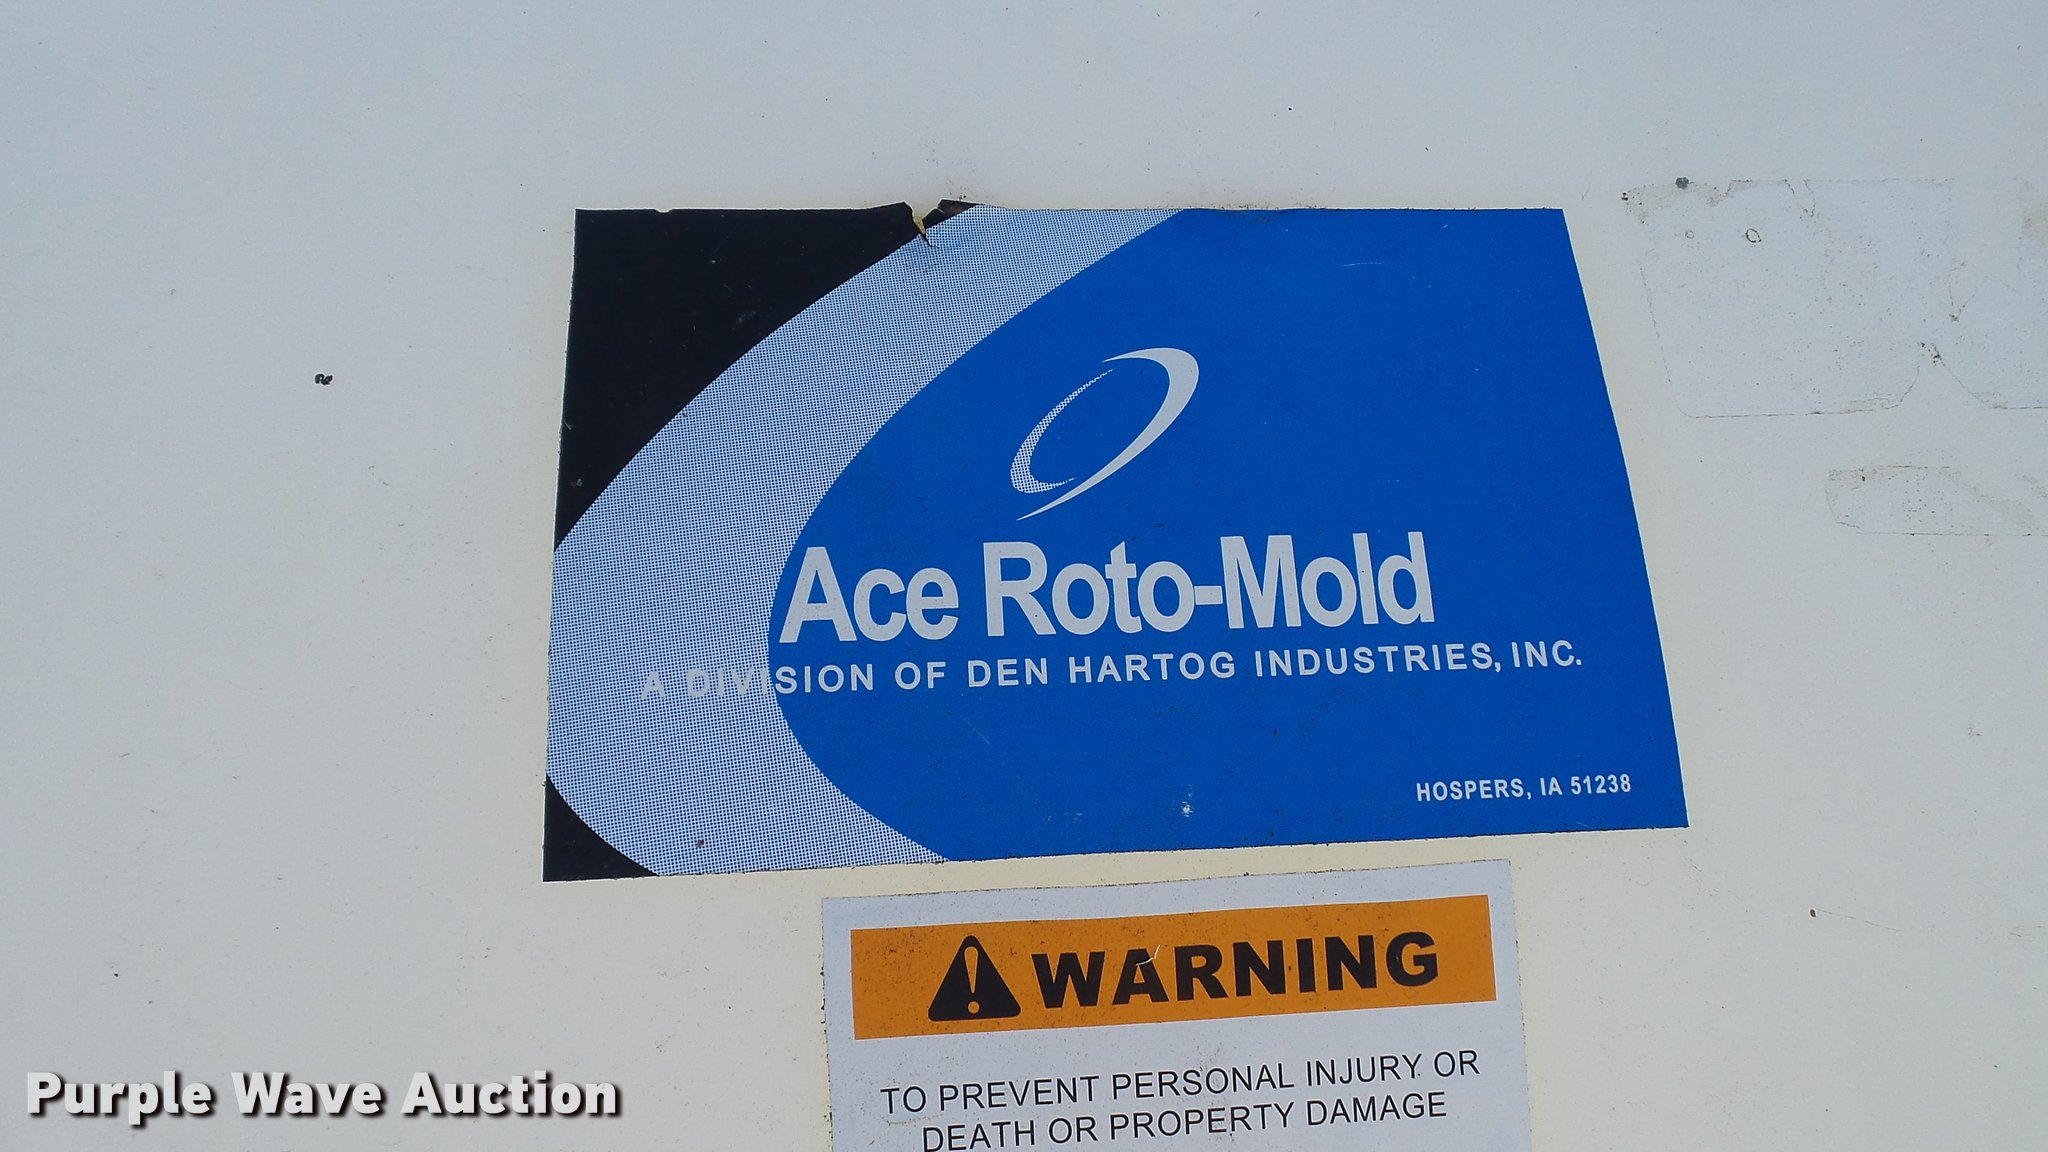 Ace Roto-Mold
A DIVISION OF DEN HARTOG INDUSTRIES, INC.
HOSPERS, IA 51238
WARNING
TO PREVENT PERSONAL INJURY OR
DEATH OR PROPERTY DAMAGE
Purple Wave Auction